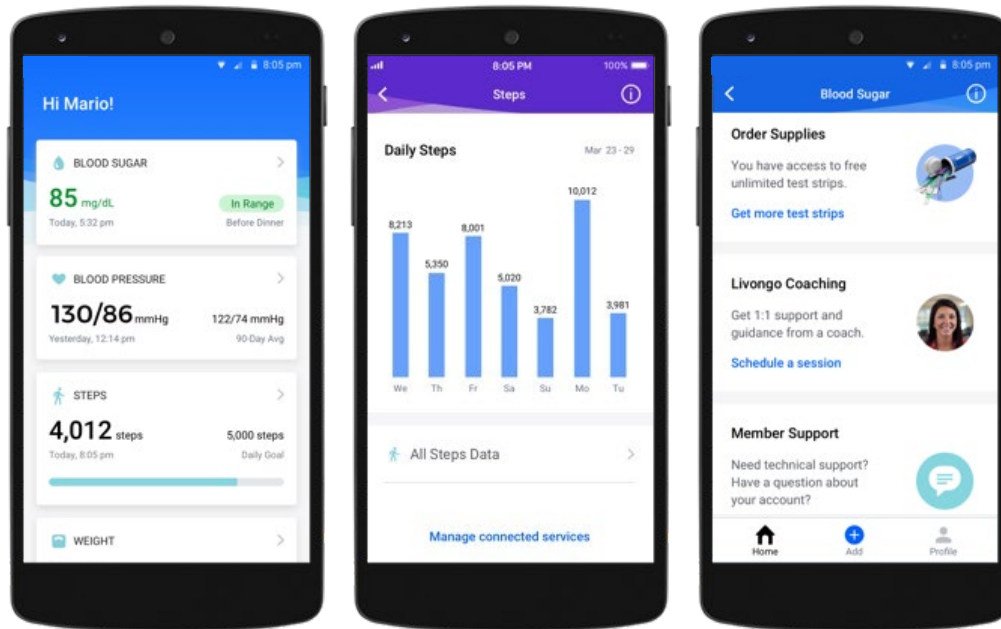 8:05 pm
Hi Mario!
BLOOD SUGAR
85 mg/dL
In Range
Today, 5:32 pm
Before Dinner
BLOOD PRESSURE
130/86 mmHg
122/74 mmHg
Yesterday, 12:14 pm
90-Day Avg
STEPS
4,012 steps
5,000 steps
Today, 8:05 pm
Daily Goal
WEIGHT
8:05 PM
100%
Steps
Daily Steps
Mar 23 - 29
10,012
8,213
8,001
5,350
5,020
3,782
3,981
We Th Fr Sa Su Mo Tu
All Steps Data
Manage connected services
8:05 pm
Blood Sugar
Order Supplies
You have access to free
unlimited test strips.
Get more test strips
Livongo Coaching
Get 1:1 support and
guidance from a coach.
Schedule a session
Member Support
Need technical support?
Have a question about
your account?
Home
Add
Profile